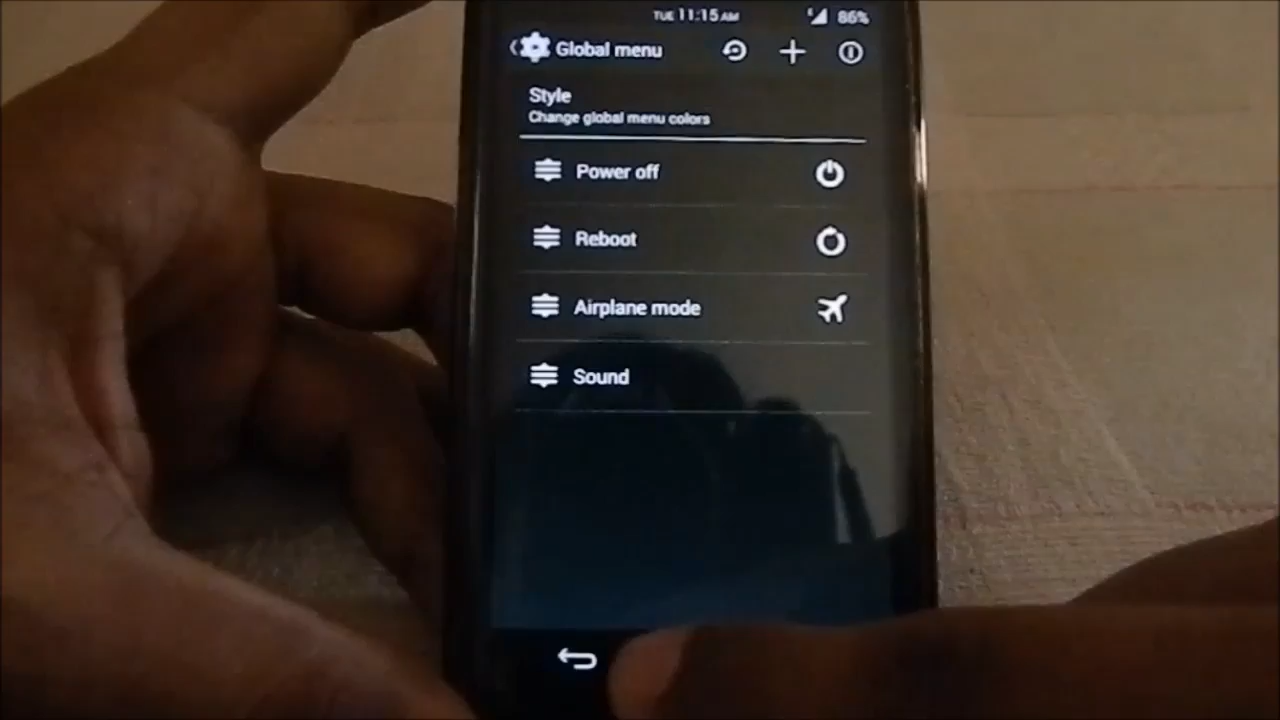 TUE 11:15 AM 86%
Global menu
Style
Change global menu colors
Power off
Reboot
Airplane mode
Sound